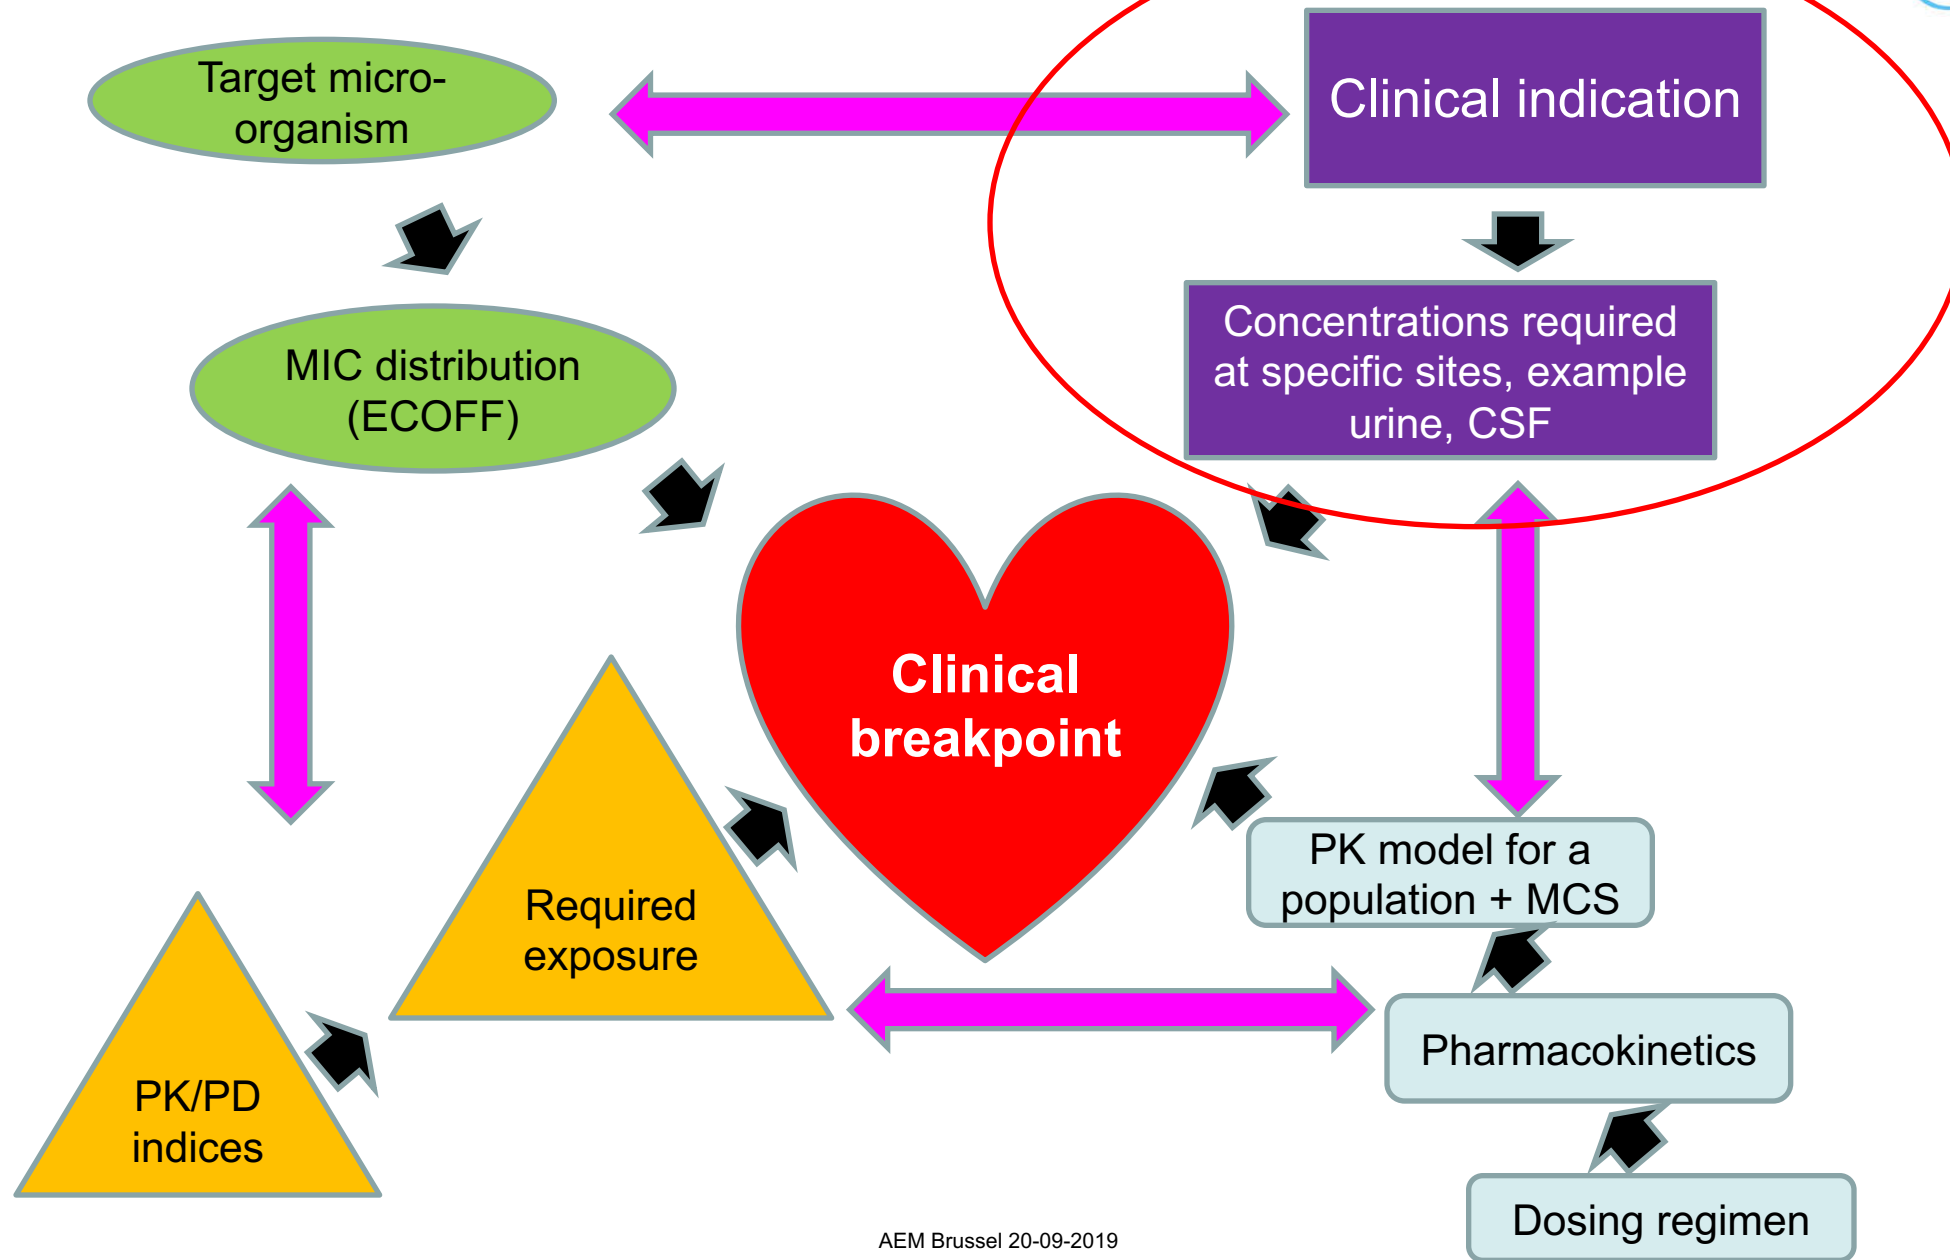 Target micro-
organism
Clinical indication
MIC distribution
(ECOFF)
Concentrations required
at specific sites, example
urine, CSF
Clinical
breakpoint
Required
exposure
PK/PD
indices
PK model for a
population + MCS
Pharmacokinetics
Dosing regimen
AEM Brussel 20-09-2019